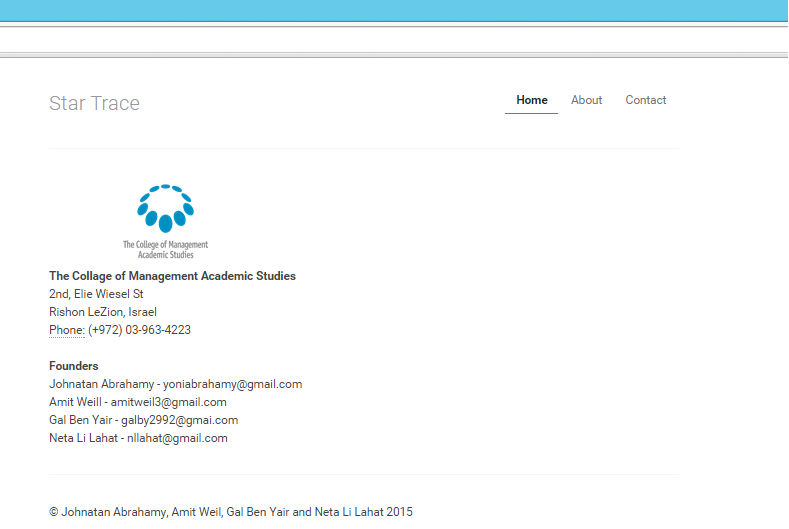 Star Trace
Home About Contact
The College of Management
Academic Studies
The Collage of Management Academic Studies
2nd, Elie Wiesel St
Rishon LeZion, Israel
Phone: (+972) 03-963-4223
Founders
Johnatan Abrahamy - yoniabrahamy@gmail.com
Amit Weill - amitweil3@gmail.com
Gal Ben Yair - galby2992@gmai.com
Neta Li Lahat - nllahat@gmail.com
© Johnatan Abrahamy, Amit Weil, Gal Ben Yair and Neta Li Lahat 2015